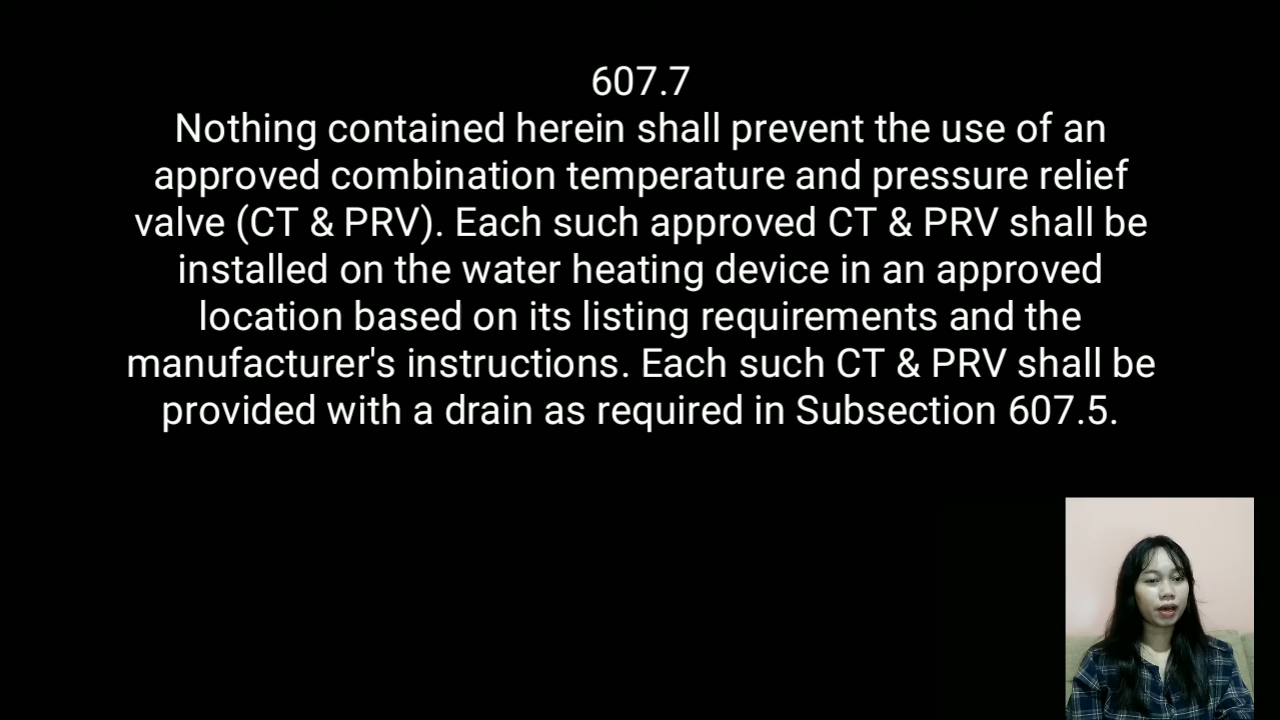 607.7
Nothing contained herein shall prevent the use of an
approved combination temperature and pressure relief
valve (CT & PRV). Each such approved CT & PRV shall be
installed on the water heating device in an approved
location based on its listing requirements and the
manufacturer's instructions. Each such CT & PRV shall be
provided with a drain as required in Subsection 607.5.